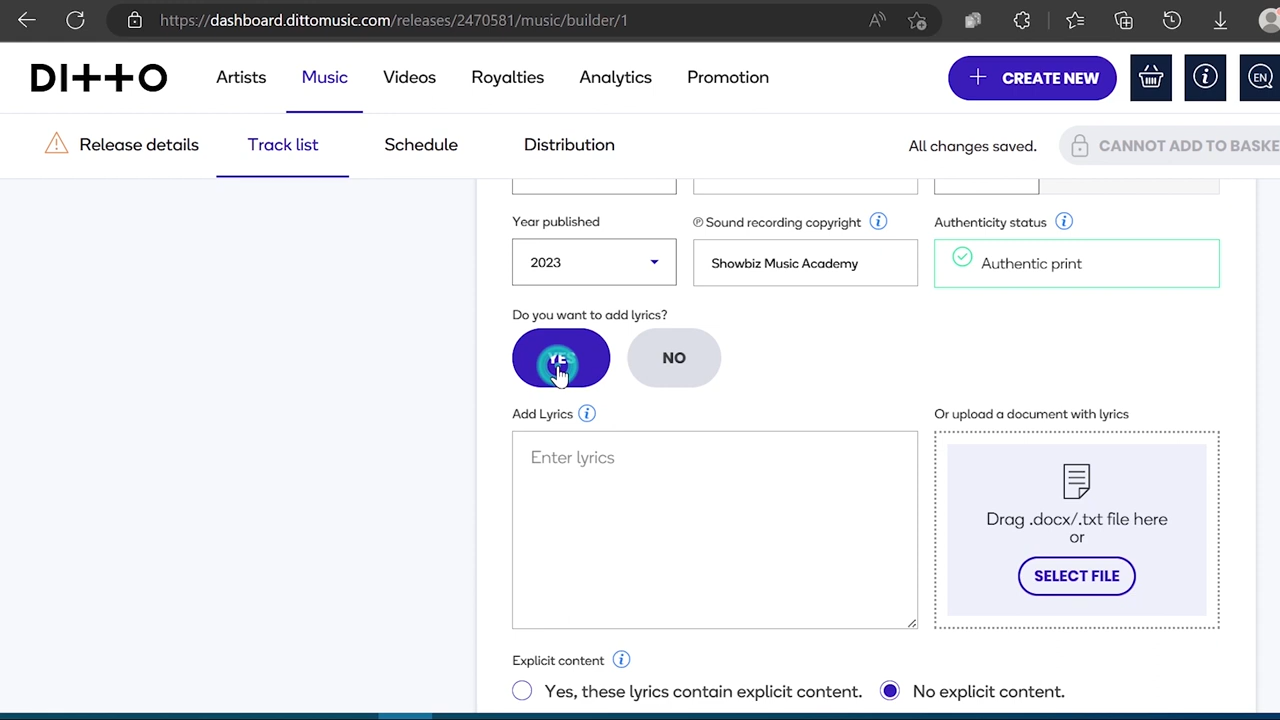 https://dashboard.dittomusic.com/releases/2470581/music/builder/1
DITTO
Artists
Music
Videos
Royalties
Analytics
Promotion
+ CREATE NEW
EN
Release details
Track list
Schedule
Distribution
All changes saved.
CANNOT ADD TO BASKE
Year published
℗ Sound recording copyright
Authenticity status
2023
Showbiz Music Academy
Authentic print
Do you want to add lyrics?
YES
NO
Add Lyrics
Or upload a document with lyrics
Enter lyrics
Drag .docx/.txt file here
or
SELECT FILE
Explicit content
Yes, these lyrics contain explicit content.
No explicit content.